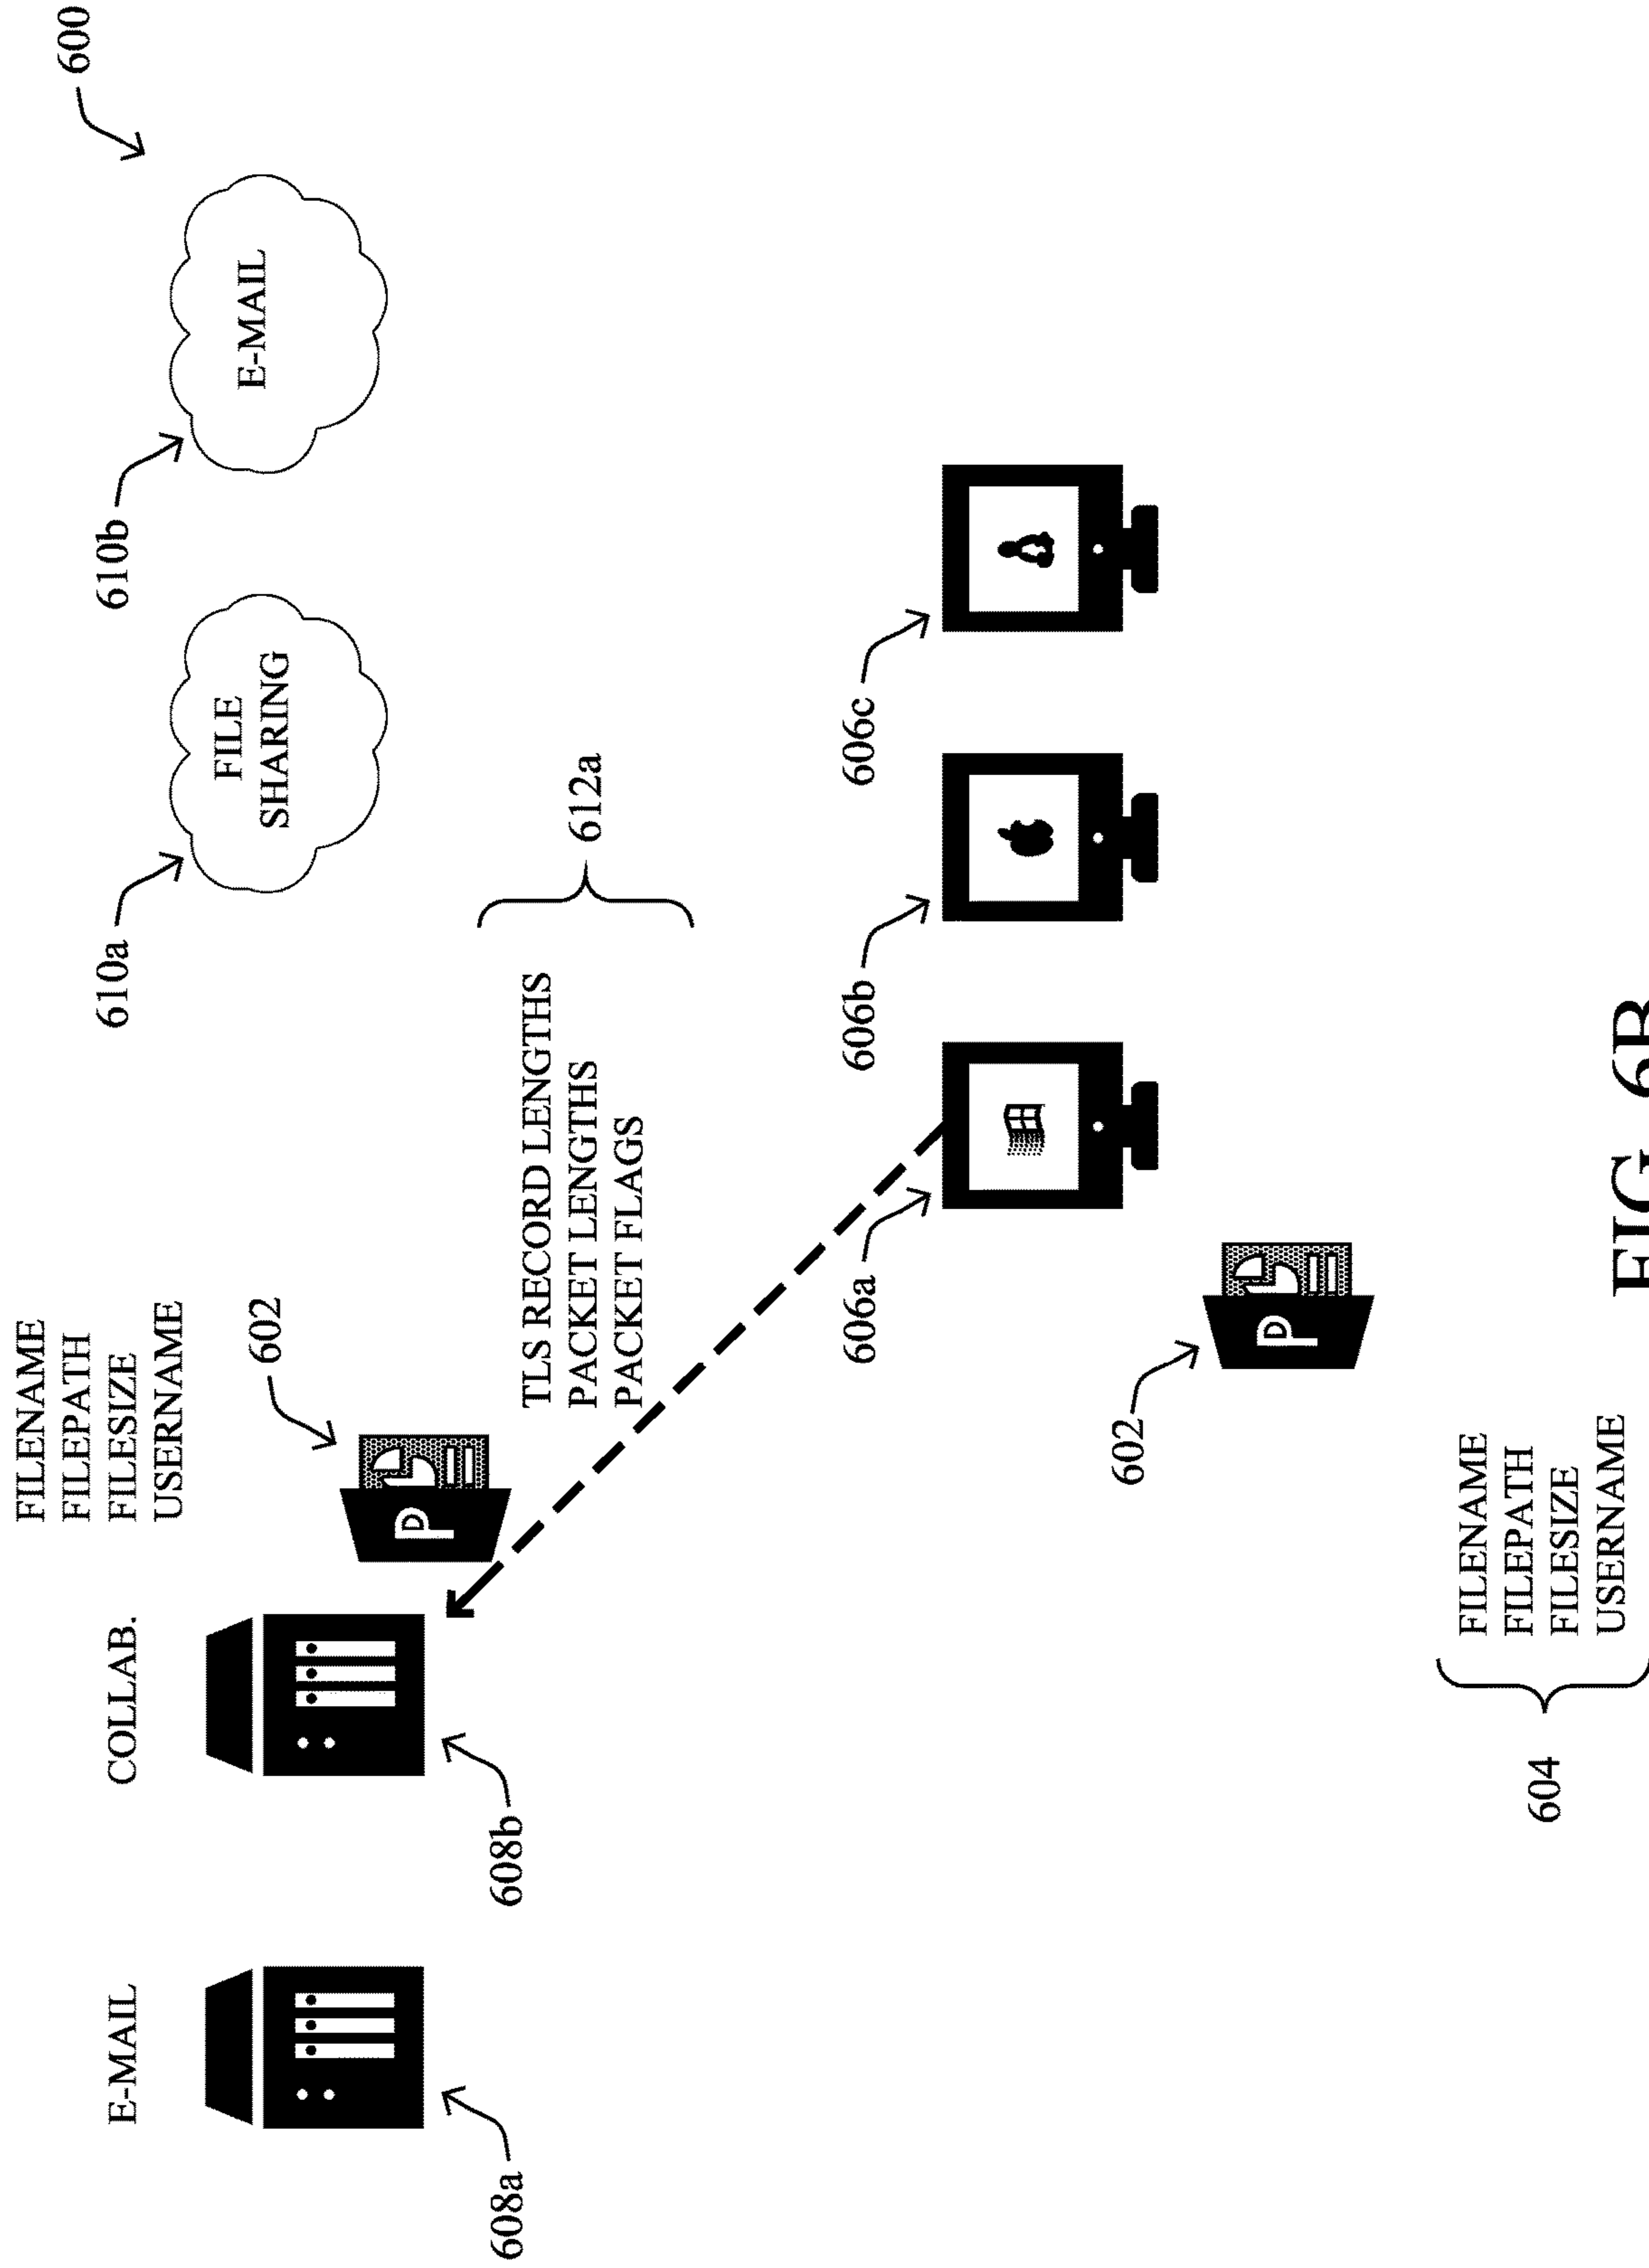 600
E-MAIL
COLLAB.
FILENAME
FILEPATH
FILESIZE
USERNAME
610a
FILE
SHARING
610b
E-MAIL
602
P
608a
608b
TLS RECORD LENGTHS
PACKET LENGTHS
PACKET FLAGS
612a
606a
606b
606c
602
P
604
FILENAME
FILEPATH
FILESIZE
USERNAME
FIG. 6B